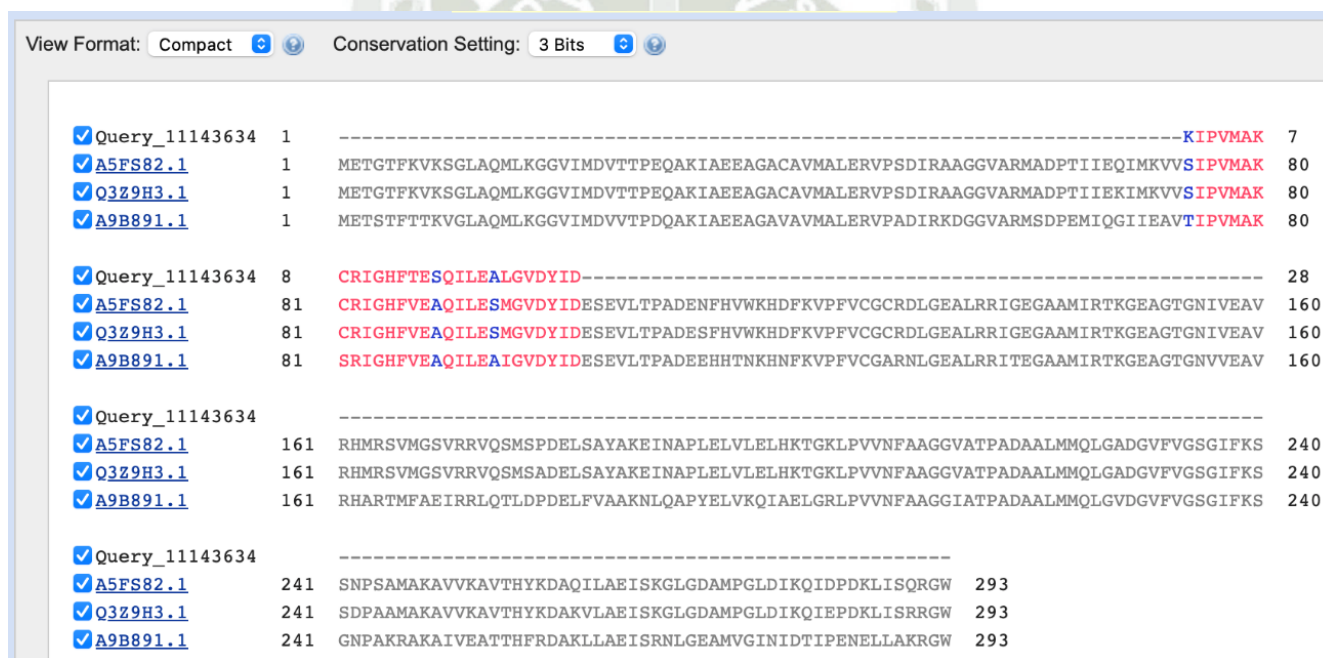 View Format: Compact Conservation Setting: 3 Bits
Query_11143634 1 -------------------------------------------------------------------------KIPVMAK 7
A5FS82.1 1 METGTFKVKSGLAQMLKGGVIMDVTTPEQAKIAEEAGACAVMALERVPSDIRAAGGVARMADPTIIEQIMKVVSIPVMAK 80
Q3Z9H3.1 1 METGTFKVKSGLAQMLKGGVIMDVTTPEQAKIAEEAGACAVMALERVPSDIRAAGGVARMADPTIIEKIMKVVSIPVMAK 80
A9B891.1 1 METSTFTTKVGLAQMLKGGVIMDVVTPDQAKIAEEAGAVAVMALERVPADIRKDGGVARMSDPEMIQGIIEAVTIPVMAK 80
Query_11143634 8 CRIGHFTESQILEALGVDYID----------------------------------------------------------- 28
A5FS82.1 81 CRIGHFVEAQILESMGVDYIDESEVLTPADENFHVWKHDFKVPFVCGCRDLGEALRRIGEGAAMIRTKGEAGTGNIVEAV 160
Q3Z9H3.1 81 CRIGHFVEAQILESMGVDYIDESEVLTPADESFHVWKHDFKVPFVCGCRDLGEALRRIGEGAAMIRTKGEAGTGNIVEAV 160
A9B891.1 81 SRIGHFVEAQILEAIGVDYIDESEVLTPADEEHHTNKHNFKVPFVCGARNLGEALRRITEGAAMIRTKGEAGTGNVVEAV 160
Query_11143634 --------------------------------------------------------------------------------
A5FS82.1 161 RHMRSVMGSVRRVQSMSPDELSAYAKEINAPLELVLELHKTGKLPVVNFAAGGVATPADAALMMQLGADGVFVGSGIFKS 240
Q3Z9H3.1 161 RHMRSVMGSVRRVQSMSADELSAYAKEINAPLELVLELHKTGKLPVVNFAAGGVATPADAALMMQLGADGVFVGSGIFKS 240
A9B891.1 161 RHARTMFAEIRRLQTLDPDELFVAAKNLQAPYELVKQIAELGRLPVVNFAAGGIATPADAALMMQLGVDGVFVGSGIFKS 240
Query_11143634 -----------------------------------------------------
A5FS82.1 241 SNPSAMAKAVVKAVTHYKDAQILAEISKGLGDAMPGLDIKQIDPDKLISQRGW 293
Q3Z9H3.1 241 SDPAAMAKAVVKAVTHYKDAKVLAEISKGLGDAMPGLDIKQIEPDKLISRRGW 293
A9B891.1 241 GNPAKRAKAIVEATTHFRDAKLLAEISRNLGEAMVGINIDTIPENELLAKRGW 293